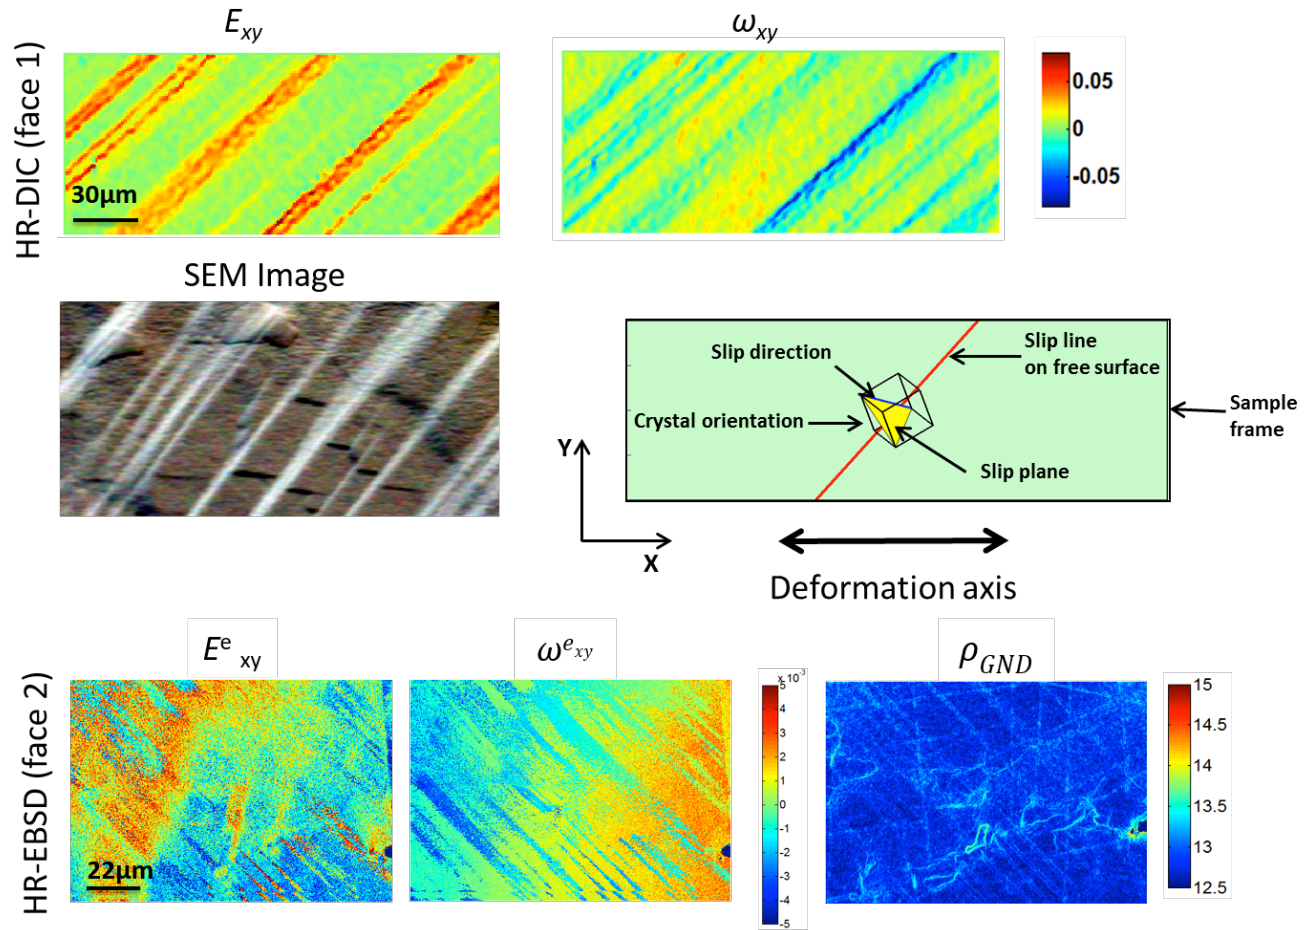 E_xy
ω_xy
HR-DIC (face 1)
30μm
0.05
0
-0.05
SEM Image
Slip direction
Slip line
on free surface
Crystal orientation
Sample
frame
Slip plane
Y
X
Deformation axis
E^e_xy
ω^e_xy
ρ_GND
HR-EBSD (face 2)
22μm
x 10^-3
5
4
3
2
1
0
-1
-2
-3
-4
-5
15
14.5
14
13.5
13
12.5